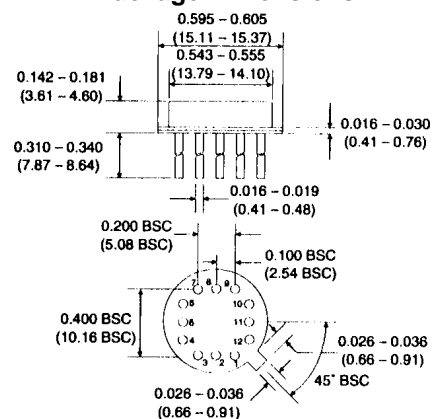 0.595 – 0.605
(15.11 – 15.37)
0.543 – 0.555
(13.79 – 14.10)
0.142 – 0.181
(3.61 – 4.60)
0.016 – 0.030
(0.41 – 0.76)
0.310 – 0.340
(7.87 – 8.64)
0.016 – 0.019
(0.41 – 0.48)
0.200 BSC
(5.08 BSC)
0.100 BSC
(2.54 BSC)
7 8 9
5 10
6 11
4 12
3 2 1
0.400 BSC
(10.16 BSC)
0.026 – 0.036
(0.66 – 0.91)
45° BSC
0.026 – 0.036
(0.66 – 0.91)